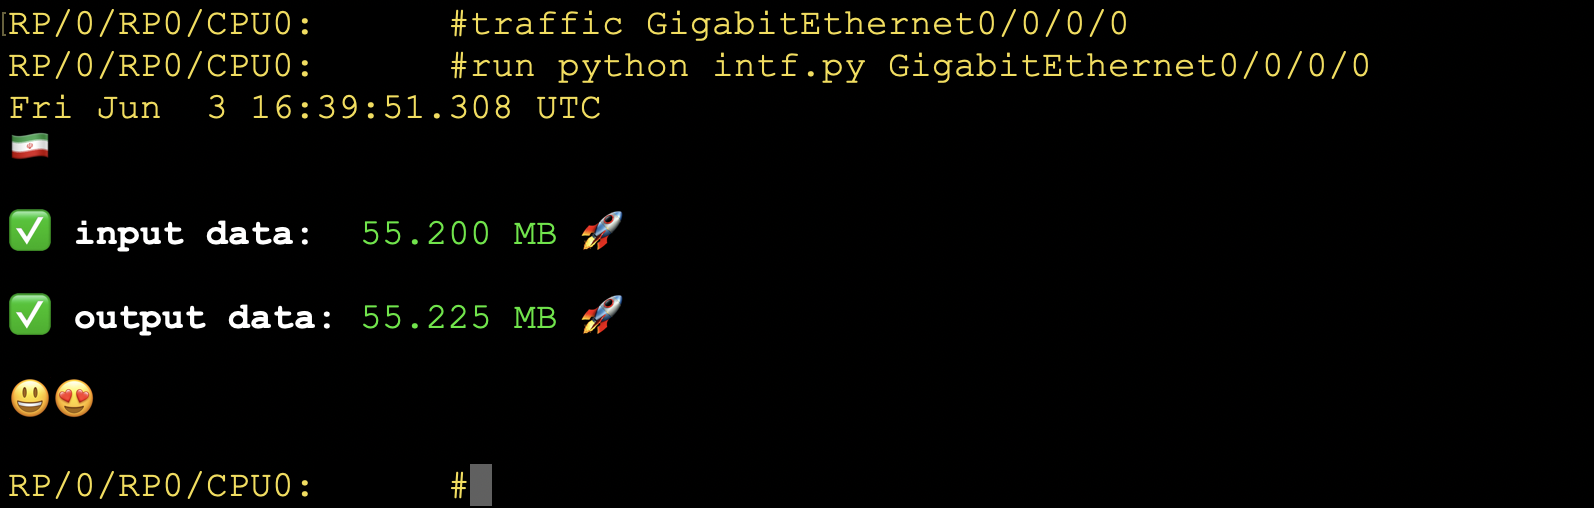 RP/0/RP0/CPU0:      #traffic GigabitEthernet0/0/0/0
RP/0/RP0/CPU0:      #run python intf.py GigabitEthernet0/0/0/0
Fri Jun  3 16:39:51.308 UTC
🇮🇷
✅ input data:  55.200 MB 🚀
✅ output data: 55.225 MB 🚀
😃😍
RP/0/RP0/CPU0:      #